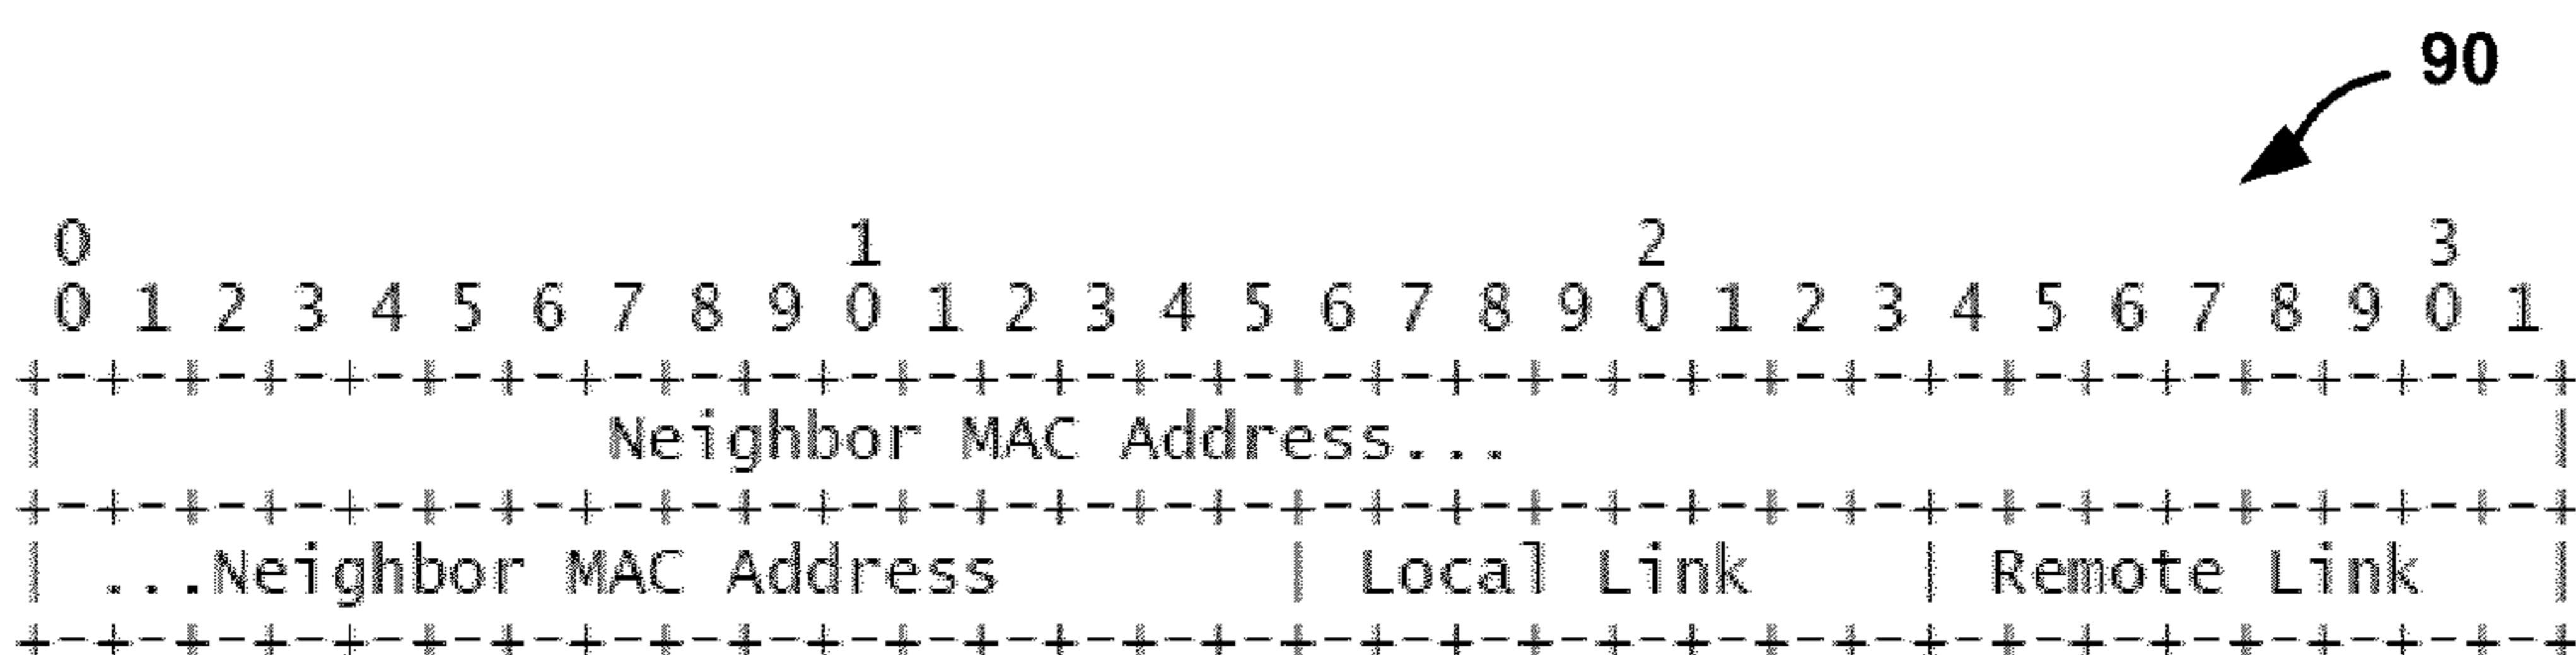 90
0                   1                   2                   3
0 1 2 3 4 5 6 7 8 9 0 1 2 3 4 5 6 7 8 9 0 1 2 3 4 5 6 7 8 9 0 1
+-+-+-+-+-+-+-+-+-+-+-+-+-+-+-+-+-+-+-+-+-+-+-+-+-+-+-+-+-+-+-+-+
|              Neighbor MAC Address...                          |
+-+-+-+-+-+-+-+-+-+-+-+-+-+-+-+-+-+-+-+-+-+-+-+-+-+-+-+-+-+-+-+-+
| ...Neighbor MAC Address       | Local Link    | Remote Link   |
+-+-+-+-+-+-+-+-+-+-+-+-+-+-+-+-+-+-+-+-+-+-+-+-+-+-+-+-+-+-+-+-+